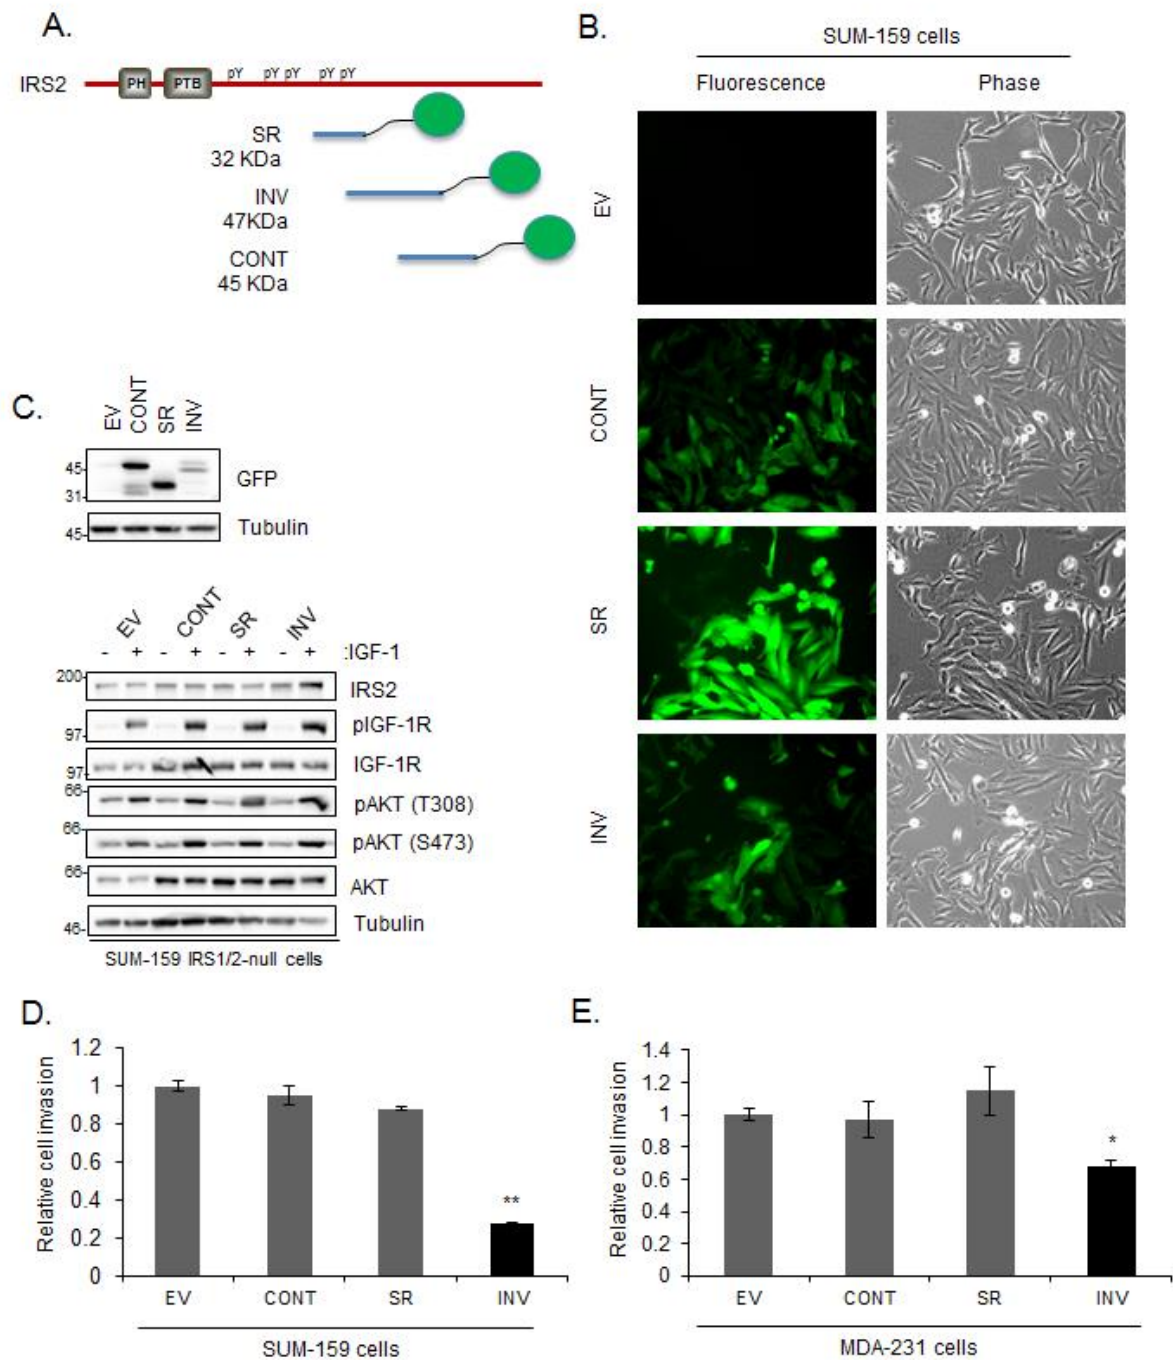 A.
IRS2
PH
PTB
pY
pY pY
pY pY
SR
32 KDa
INV
47KDa
CONT
45 KDa
B.
SUM-159 cells
Fluorescence
Phase
EV
CONT
SR
INV
C.
EV
CONT
SR
INV
45-
31-
GFP
45-
Tubulin
EV
CONT
SR
INV
- + - + - + - + :IGF-1
200-
IRS2
97-
pIGF-1R
97-
IGF-1R
66-
pAKT (T308)
66-
pAKT (S473)
66-
AKT
46-
Tubulin
SUM-159 IRS1/2-null cells
D.
Relative cell invasion
1.2
1
0.8
0.6
0.4
0.2
0
**
EV CONT SR INV
SUM-159 cells
E.
Relative cell invasion
1.4
1.2
1
0.8
0.6
0.4
0.2
0
*
EV CONT SR INV
MDA-231 cells